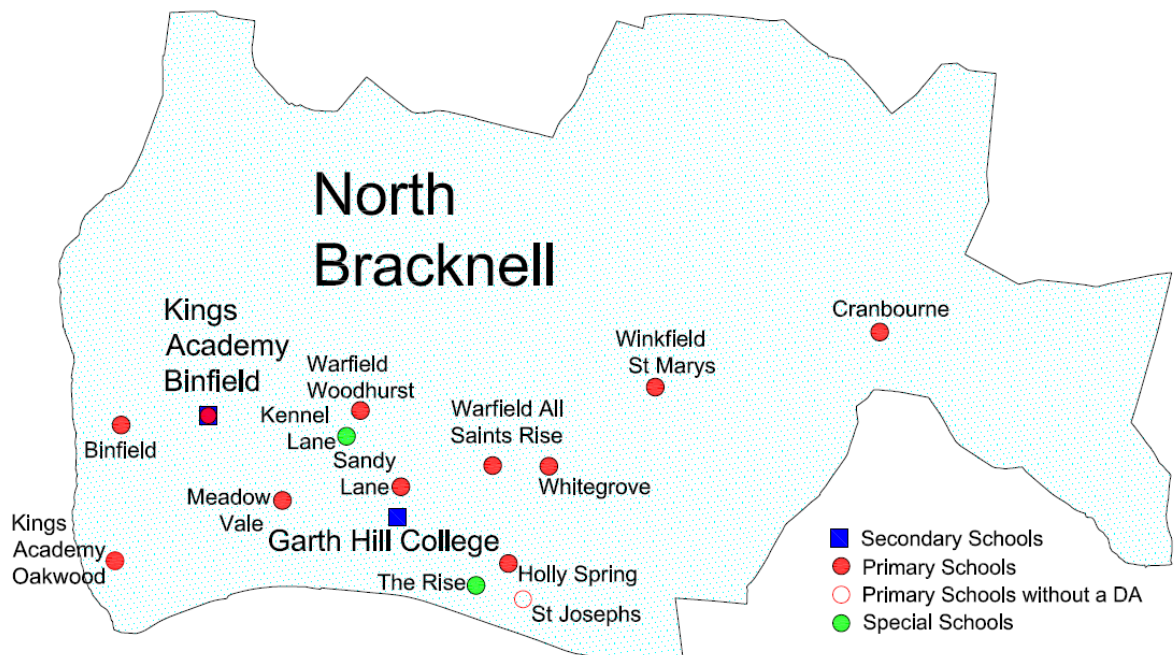 North
Bracknell
Kings
Academy
Binfield
Cranbourne
Winkfield
St Marys
Warfield
Woodhurst
Kennel
Lane
Warfield All
Saints Rise
Binfield
Sandy
Lane
Whitegrove
Meadow
Vale
Kings
Academy
Oakwood
Garth Hill College
The Rise
Holly Spring
St Josephs
Secondary Schools
Primary Schools
Primary Schools without a DA
Special Schools